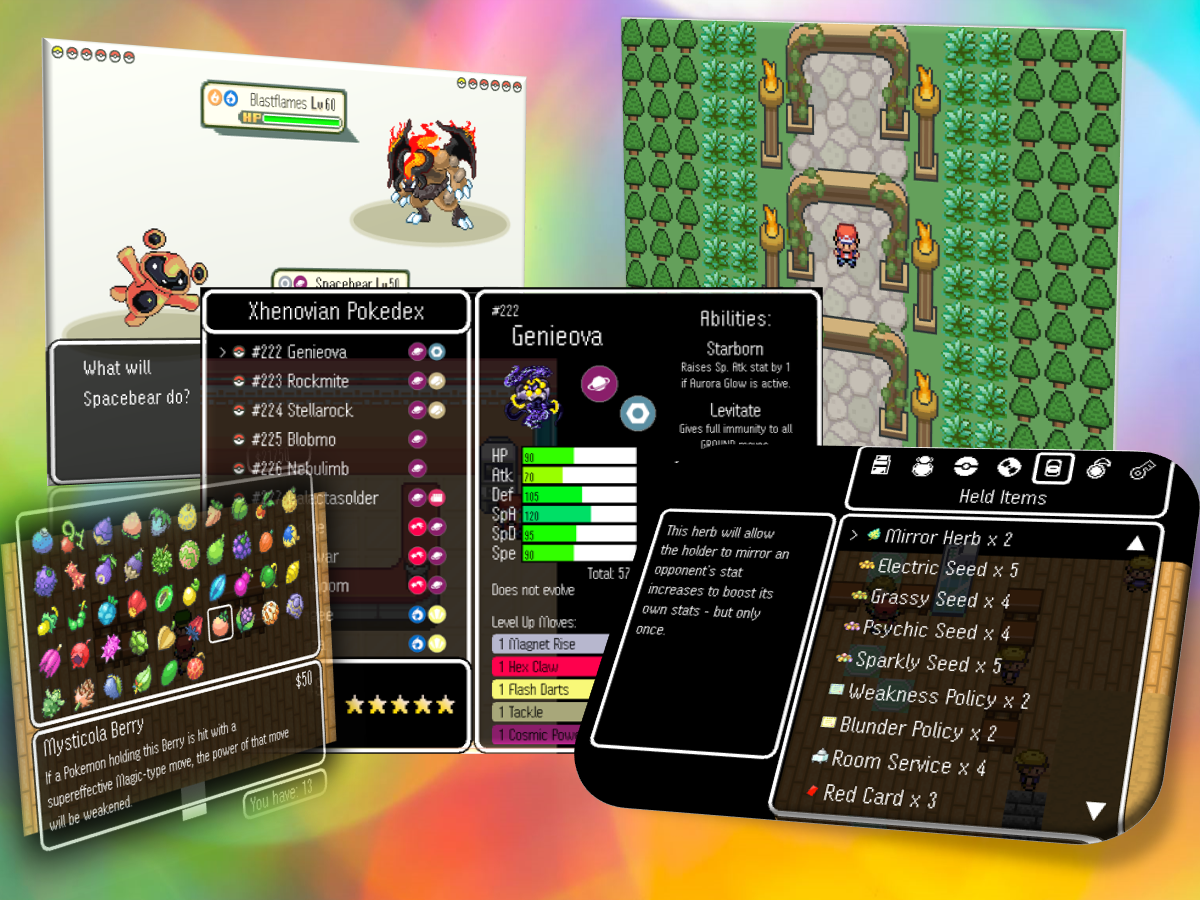 Blastflames Lv60
HP
Spacebear Lv50
What will
Spacebear do?
Xhenovian Pokedex
#222 Genieova
#223 Rockmite
#224 Stellarock
#225 Blobmo
#226 Nebulimb
#222
Genieova
Abilities:
Starborn
Raises Sp. Atk stat by 1
if Aurora Glow is active.
Levitate
Gives full immunity to all
GROUND moves
HP 90
Atk 70
Def 105
SpA 120
SpD 95
Spe 90
Total: 57
Does not evolve
Level Up Moves:
1 Magnet Rise
1 Hex Claw
1 Flash Darts
1 Tackle
1 Cosmic Powe
$50
Mysticola Berry
If a Pokemon holding this Berry is hit with a
supereffective Magic-type move, the power of that move
will be weakened.
You have: 13
Held Items
This herb will allow
the holder to mirror an
opponent's stat
increases to boost its
own stats - but only
once.
> Mirror Herb x 2
Electric Seed x 5
Grassy Seed x 4
Psychic Seed x 4
Sparkly Seed x 5
Weakness Policy x 2
Blunder Policy x 2
Room Service x 4
Red Card x 3